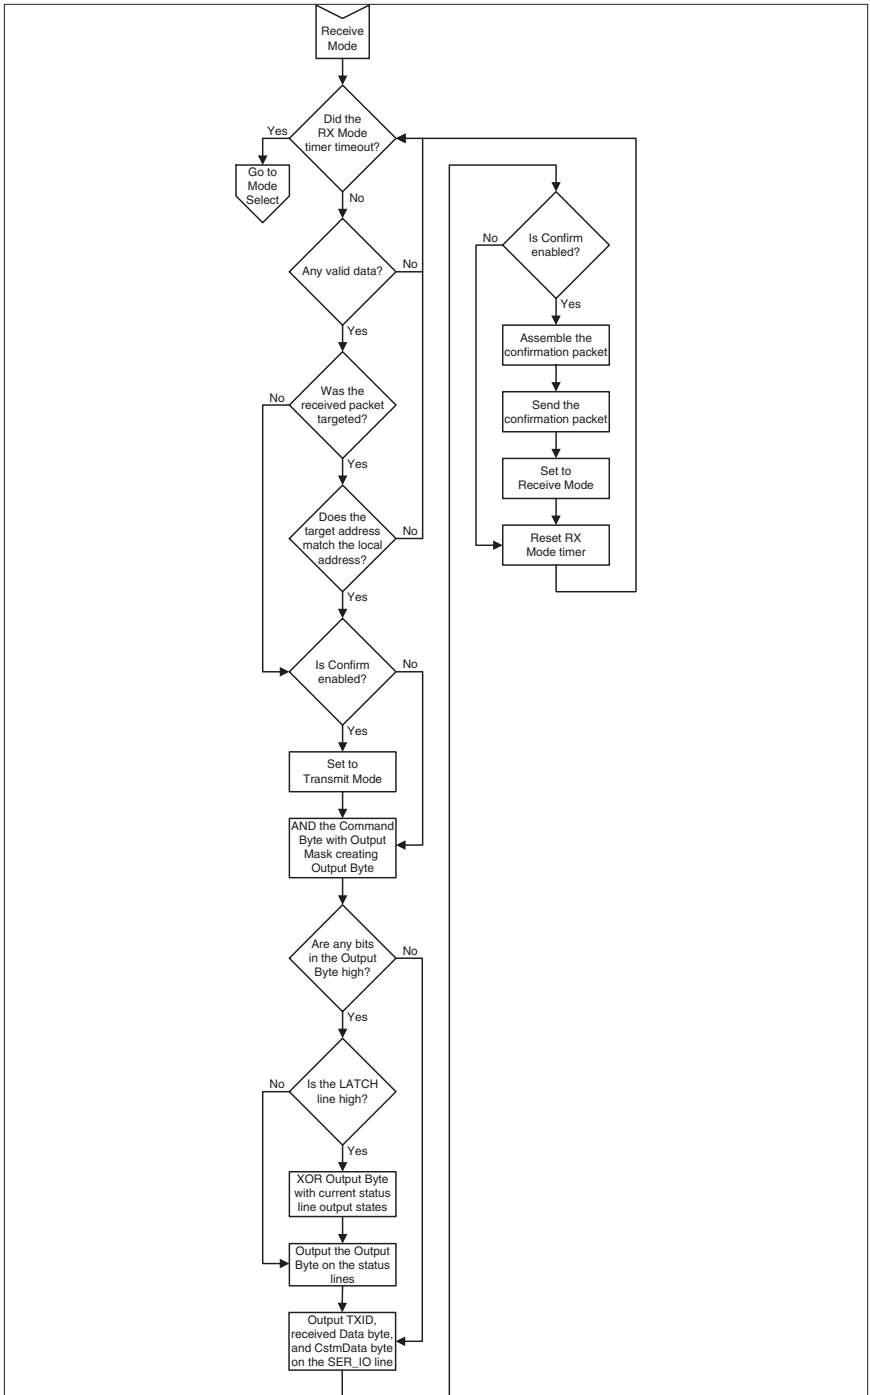 Receive
Mode
Did the
RX Mode
timer timeout?
Yes
Go to
Mode
Select
No
Any valid data?
No
Yes
Was the
received packet
targeted?
No
Yes
Does the
target address
match the local
address?
No
Yes
Is Confirm
enabled?
No
Yes
Set to
Transmit Mode
AND the Command
Byte with Output
Mask creating
Output Byte
Are any bits
in the Output
Byte high?
No
Yes
Is the LATCH
line high?
No
Yes
XOR Output Byte
with current status
line output states
Output the Output
Byte on the status
lines
Output TXID,
received Data byte,
and CstmData byte
on the SER_IO line
Is Confirm
enabled?
No
Yes
Assemble the
confirmation packet
Send the
confirmation packet
Set to
Receive Mode
Reset RX
Mode timer